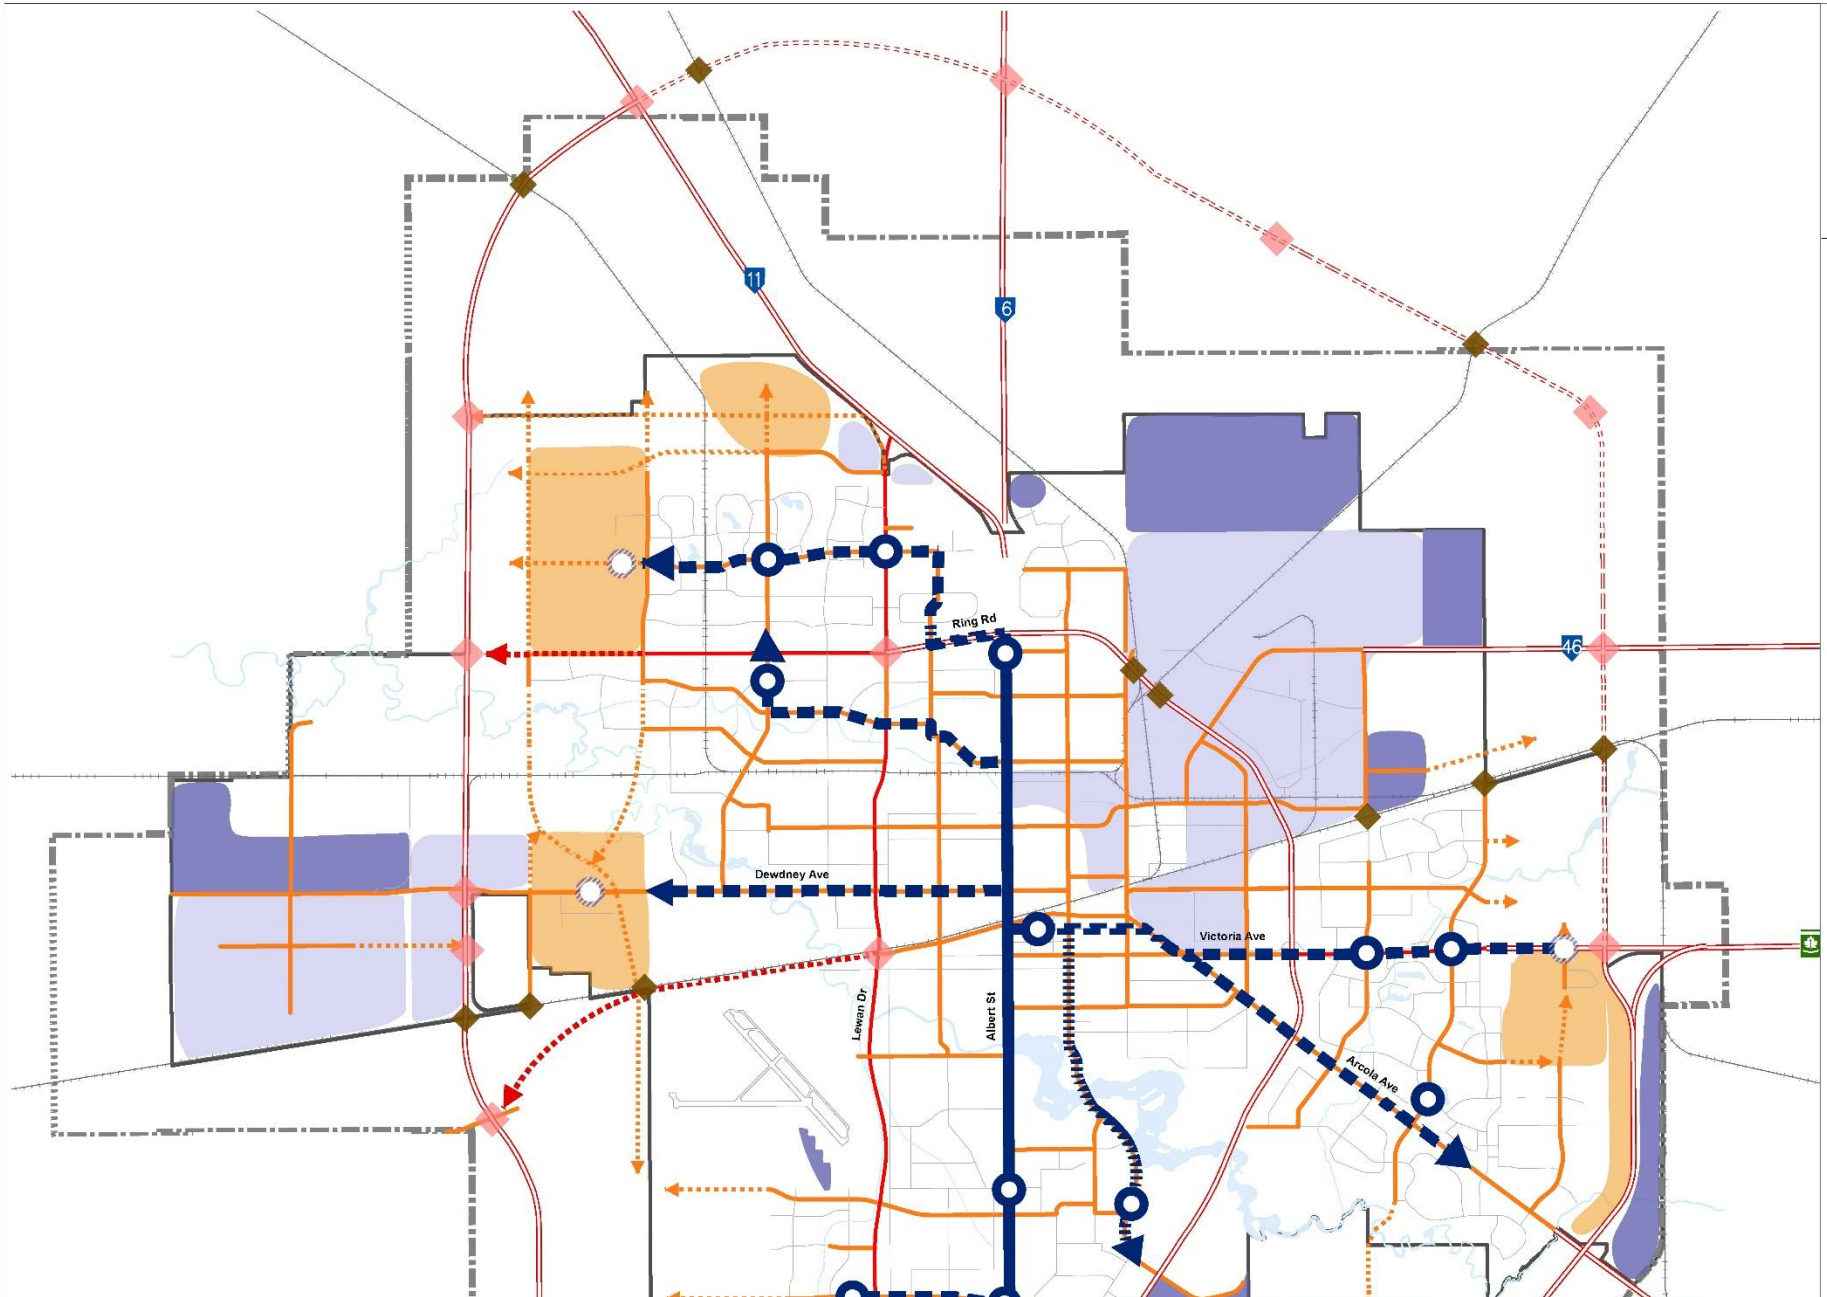 11
6
Ring Rd
46
Dewdney Ave
Victoria Ave
Lewan Dr
Albert St
Arcola Ave